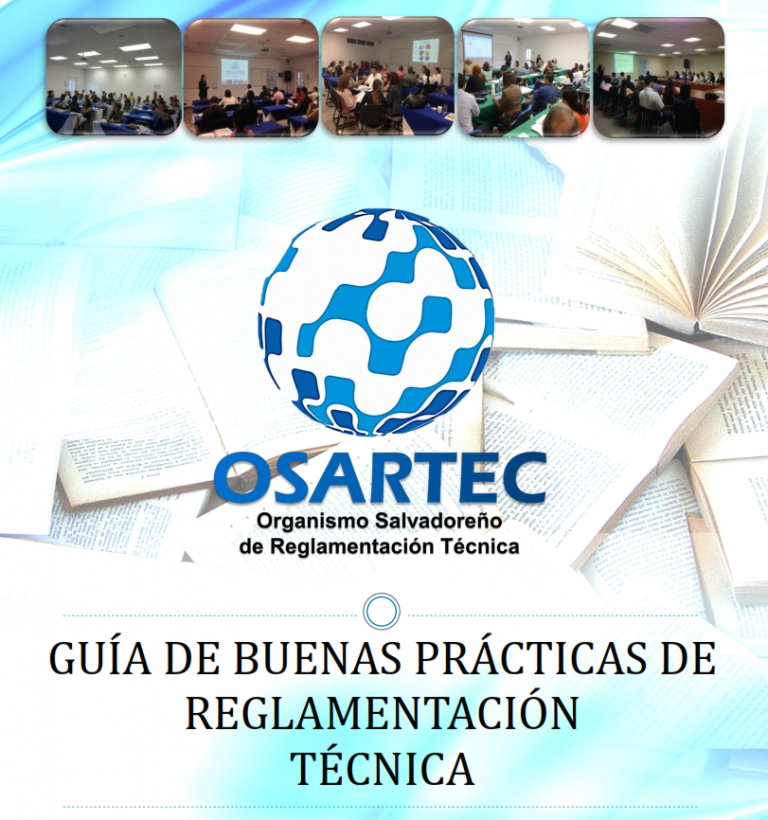 OSARTEC
Organismo Salvadoreño
de Reglamentación Técnica
GUÍA DE BUENAS PRÁCTICAS DE
REGLAMENTACIÓN
TÉCNICA